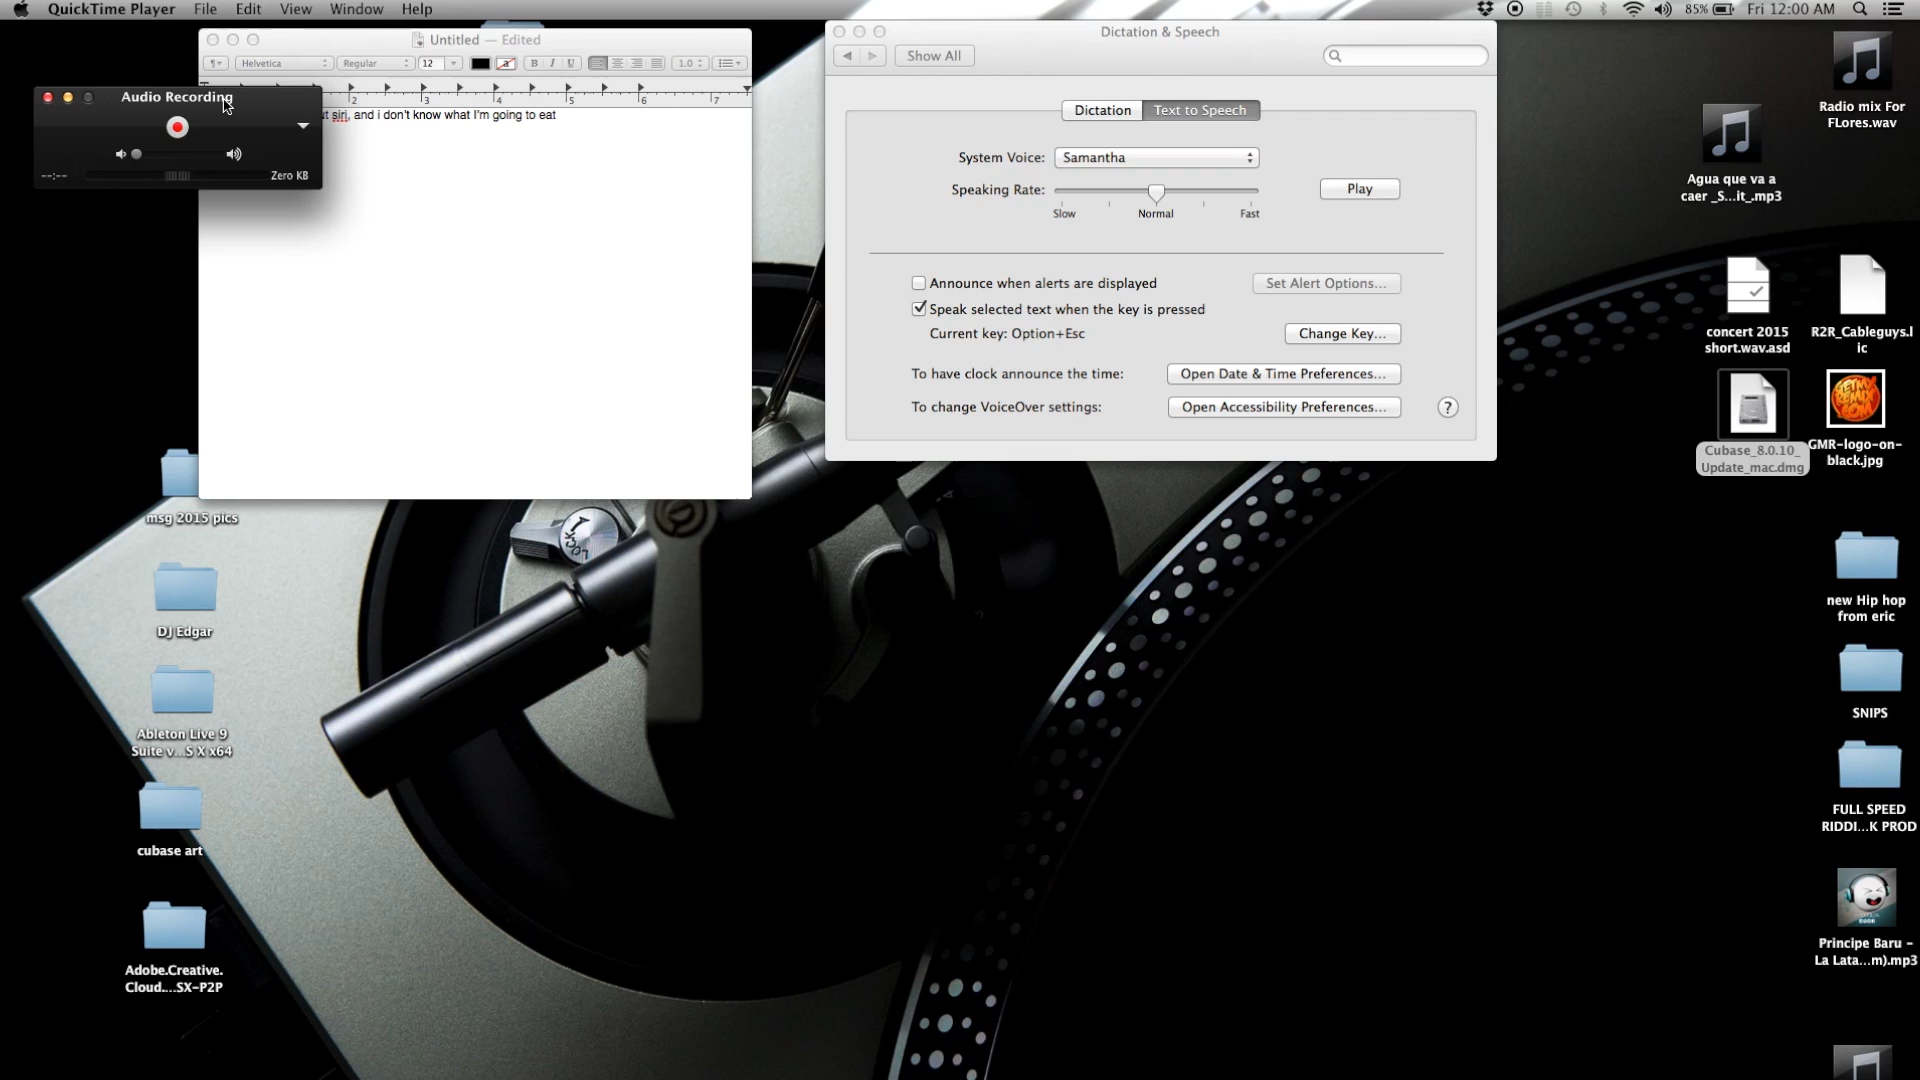 QuickTime Player File Edit View Window Help
85% Fri 12:00 AM
Untitled — Edited
Helvetica Regular 12 a B I U 1.0
2 3 4 5 6 7
siri, and i don't know what I'm going to eat
Audio Recording
--:-- Zero KB
Dictation & Speech
Show All
Dictation Text to Speech
System Voice: Samantha
Speaking Rate: Play
Slow Normal Fast
Announce when alerts are displayed Set Alert Options...
Speak selected text when the key is pressed
Current key: Option+Esc Change Key...
To have clock announce the time: Open Date & Time Preferences...
To change VoiceOver settings: Open Accessibility Preferences... ?
Radio mix For
FLores.wav
Agua que va a
caer _S...it_.mp3
concert 2015
short.wav.asd
R2R_Cableguys.l
ic
Cubase_8.0.10_
Update_mac.dmg
GMR-logo-on-
black.jpg
new Hip hop
from eric
SNIPS
FULL SPEED
RIDDI...K PROD
Principe Baru -
La Lata...m).mp3
msg 2015 pics
DJ Edgar
Ableton Live 9
Suite v...S X x64
cubase art
Adobe.Creative.
Cloud....SX-P2P